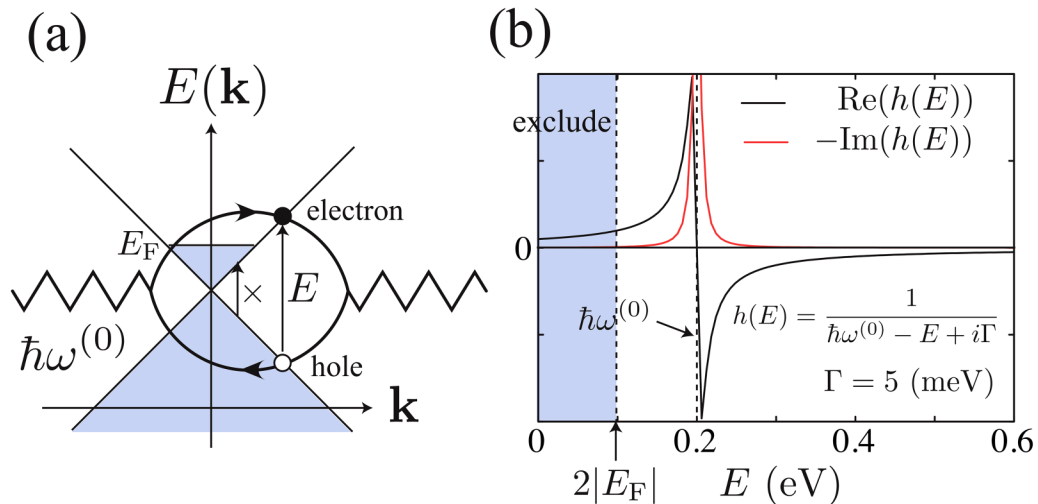 (a)
E(k)
electron
E_F
×
E
ħω^(0)
hole
k
(b)
exclude
Re(h(E))
−Im(h(E))
0
ħω^(0)
h(E) = 1 / (ħω^(0) − E + iΓ)
Γ = 5 (meV)
0 0.2 0.4 0.6
2|E_F| E (eV)